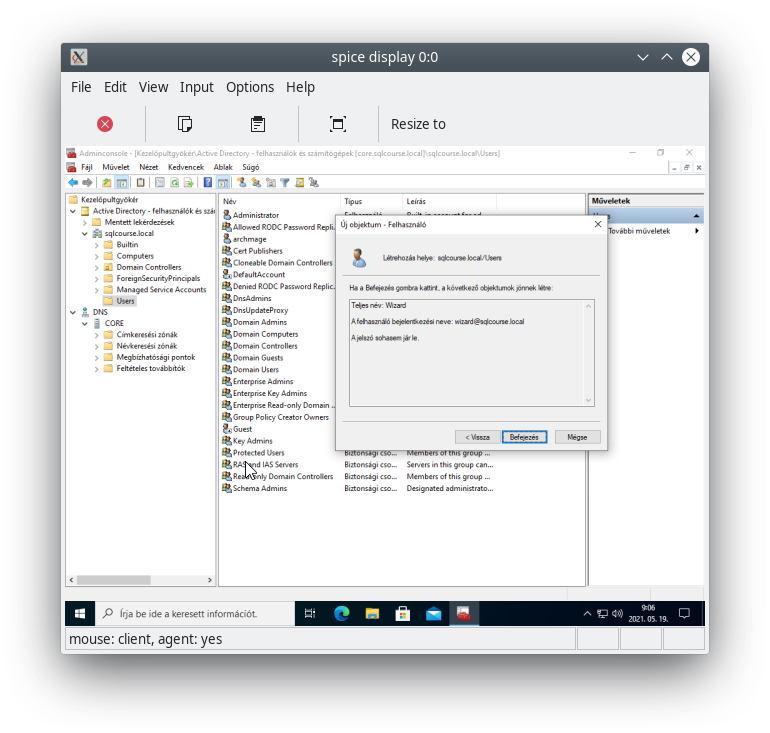 spice display 0:0
File Edit View Input Options Help
Resize to
Adminconsole - [Kezelőpultgyökér\Active Directory - felhasználók és számítógépek [core.sqlcourse.local]\sqlcourse.local\Users]
Fájl Művelet Nézet Kedvencek Ablak Súgó
Kezelőpultgyökér
Active Directory - felhasználók és szá
Mentett lekérdezések
sqlcourse.local
Builtin
Computers
Domain Controllers
ForeignSecurityPrincipals
Managed Service Accounts
Users
DNS
CORE
Címkeresési zónák
Névkeresési zónák
Megbízhatósági pontok
Feltételes továbbítók
Név Típus Leírás
Administrator
Allowed RODC Password Repli
archmage
Cert Publishers
Cloneable Domain Controllers
DefaultAccount
Denied RODC Password Replic
DnsAdmins
DnsUpdateProxy
Domain Admins
Domain Computers
Domain Controllers
Domain Guests
Domain Users
Enterprise Admins
Enterprise Key Admins
Enterprise Read-only Domain ..
Group Policy Creator Owners
Guest
Key Admins
Protected Users Biztonsági cso... Members of this group ...
RAS and IAS Servers Biztonsági cso... Servers in this group can...
Read-only Domain Controllers Biztonsági cso... Members of this group ...
Schema Admins Biztonsági cso... Designated administrato...
Új objektum - Felhasználó
Létrehozás helye: sqlcourse.local/Users
Ha a Befejezés gombra kattint, a következő objektumok jönnek létre:
Teljes név: Wizard
A felhasználó bejelentkezési neve: wizard@sqlcourse.local
A jelszó sohasem jár le.
< Vissza Befejezés Mégse
Műveletek
További műveletek
Írja be ide a keresett információt.
9:06
2021. 05. 19.
mouse: client, agent: yes